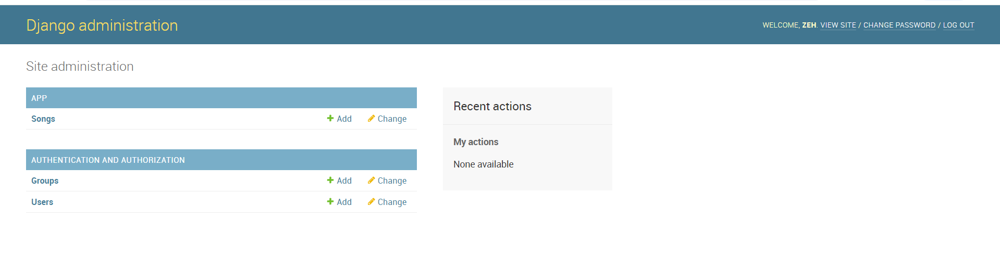 Django administration
WELCOME, ZEH. VIEW SITE / CHANGE PASSWORD / LOG OUT
Site administration
APP
Songs Add Change
AUTHENTICATION AND AUTHORIZATION
Groups Add Change
Users Add Change
Recent actions
My actions
None available